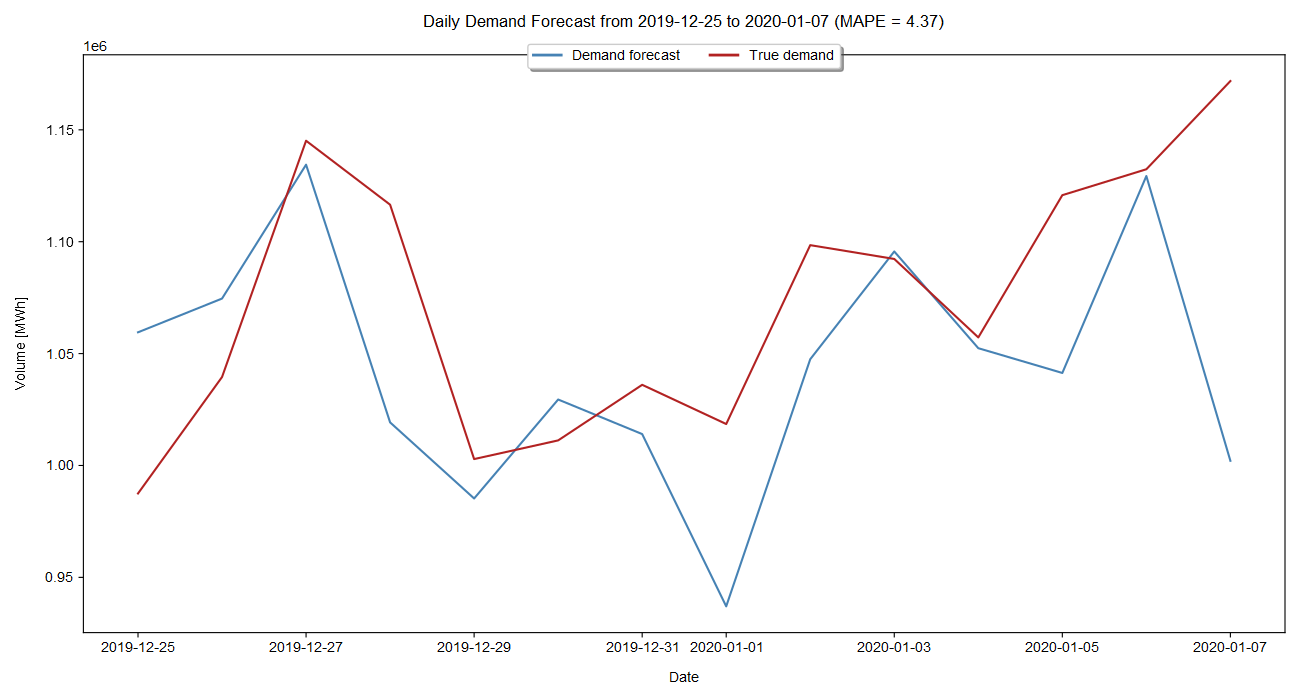 Daily Demand Forecast from 2019-12-25 to 2020-01-07 (MAPE = 4.37)
1e6
Demand forecast True demand
1.15
1.10
1.05
1.00
0.95
Volume [MWh]
2019-12-25 2019-12-27 2019-12-29 2019-12-31 2020-01-01 2020-01-03 2020-01-05 2020-01-07
Date